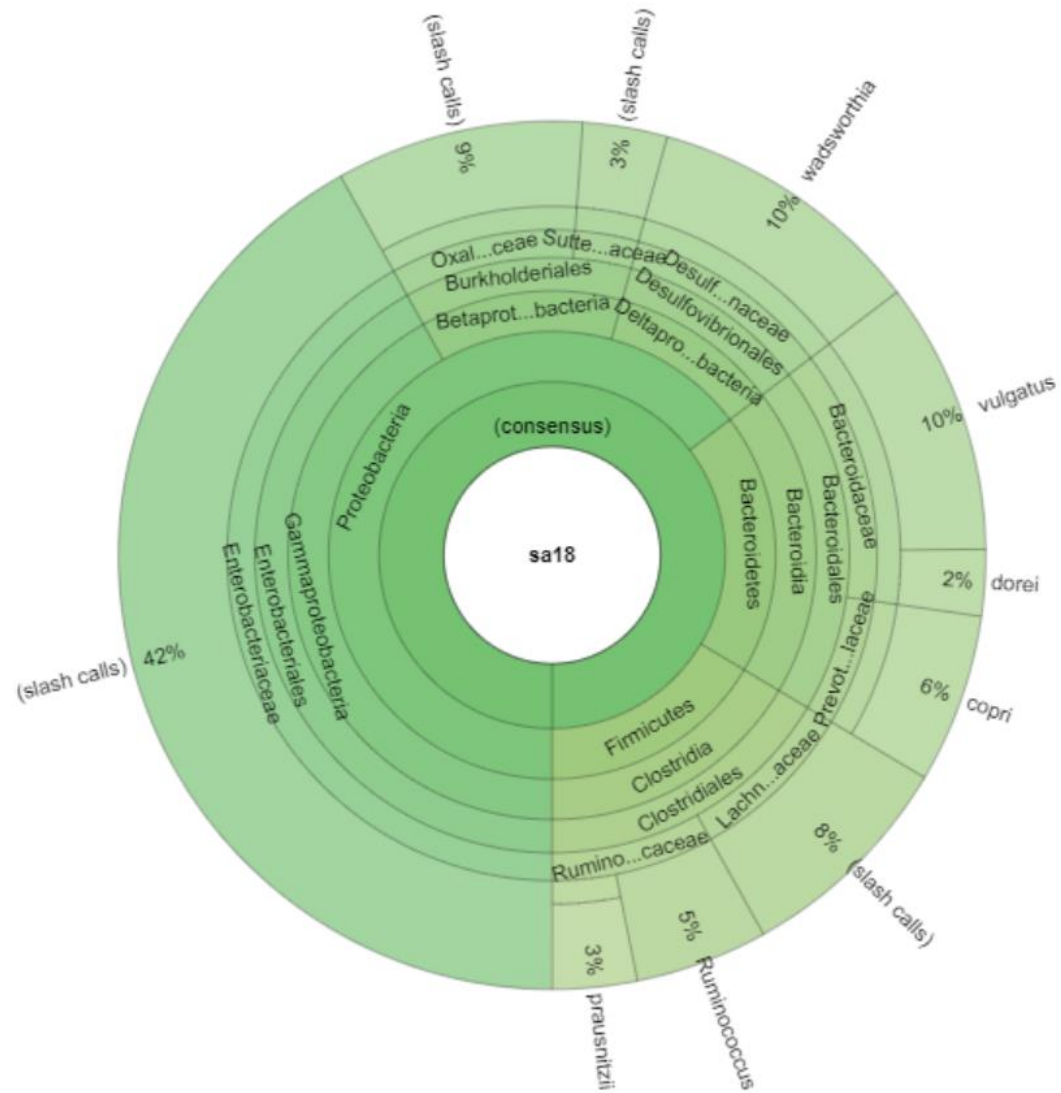 (slash calls)
9%
(slash calls)
3%
wadsworthia
10%
Oxal...ceae
Sutte...aceae
Desulf...naceae
Burkholderiales
Desulfovibrionales
Betaprot...bacteria
Deltapro...bacteria
vulgatus
10%
(consensus)
Proteobacteria
Bacteroidaceae
Bacteroidales
Bacteroidia
Bacteroidetes
sa18
dorei
2%
Gammaproteobacteria
Enterobacteriales
Enterobacteriaceae
(slash calls)
42%
Prevot...laceae
copri
6%
Firmicutes
Clostridia
Clostridiales
Lachn...aceae
Rumino...caceae
8%
(slash calls)
5%
Ruminococcus
3%
prausnitzii